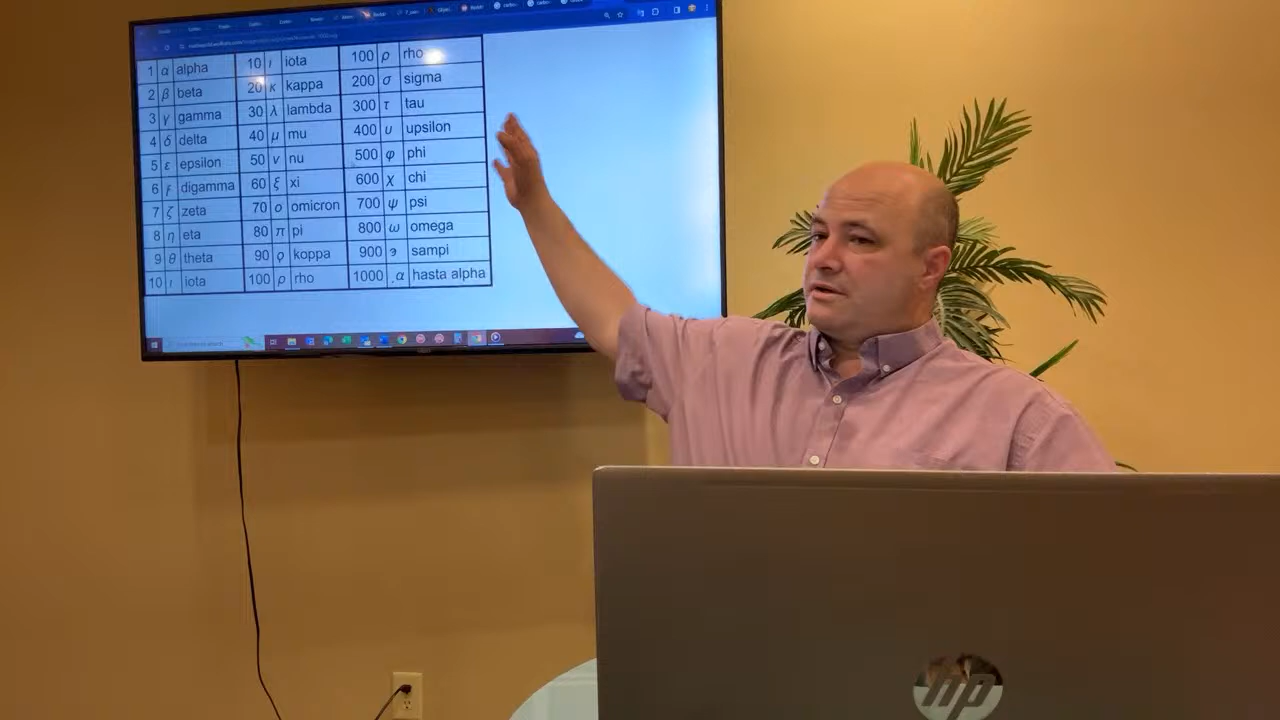 1 α alpha 10 ι iota 100 ρ rho
2 β beta 20 κ kappa 200 σ sigma
3 γ gamma 30 λ lambda 300 τ tau
4 δ delta 40 μ mu 400 υ upsilon
5 ε epsilon 50 ν nu 500 φ phi
6 ϝ digamma 60 ξ xi 600 χ chi
7 ζ zeta 70 ο omicron 700 ψ psi
8 η eta 80 π pi 800 ω omega
9 θ theta 90 ϙ koppa 900 ϡ sampi
10 ι iota 100 ρ rho 1000 ͵α hasta alpha
hp